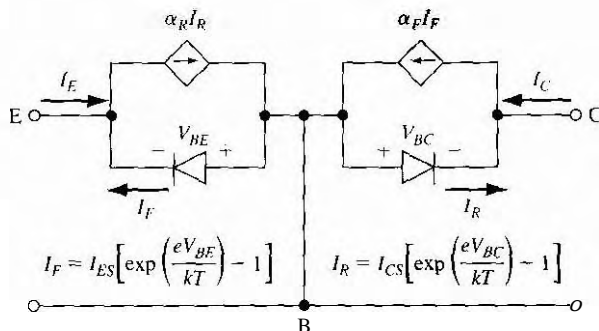 α_R I_R
α_F I_F
I_E
I_C
E
C
V_BE
V_BC
− +
+ −
I_F
I_R
I_F = I_ES[exp(eV_BE/kT) − 1]
I_R = I_CS[exp(eV_BC/kT) − 1]
B